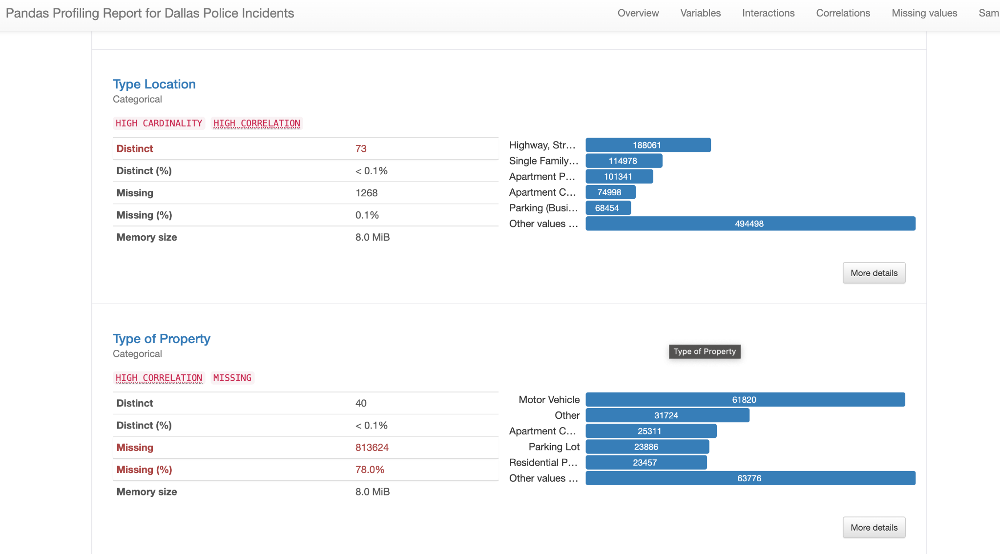 Pandas Profiling Report for Dallas Police Incidents
Overview Variables Interactions Correlations Missing values Sam
Type Location
Categorical
HIGH CARDINALITY HIGH CORRELATION
Distinct 73
Distinct (%) < 0.1%
Missing 1268
Missing (%) 0.1%
Memory size 8.0 MiB
Highway, Str... 188061
Single Family... 114978
Apartment P... 101341
Apartment C... 74998
Parking (Busi... 68454
Other values ... 494498
More details
Type of Property
Categorical
HIGH CORRELATION MISSING
Type of Property
Distinct 40
Distinct (%) < 0.1%
Missing 813624
Missing (%) 78.0%
Memory size 8.0 MiB
Motor Vehicle 61820
Other 31724
Apartment C... 25311
Parking Lot 23886
Residential P... 23457
Other values ... 63776
More details